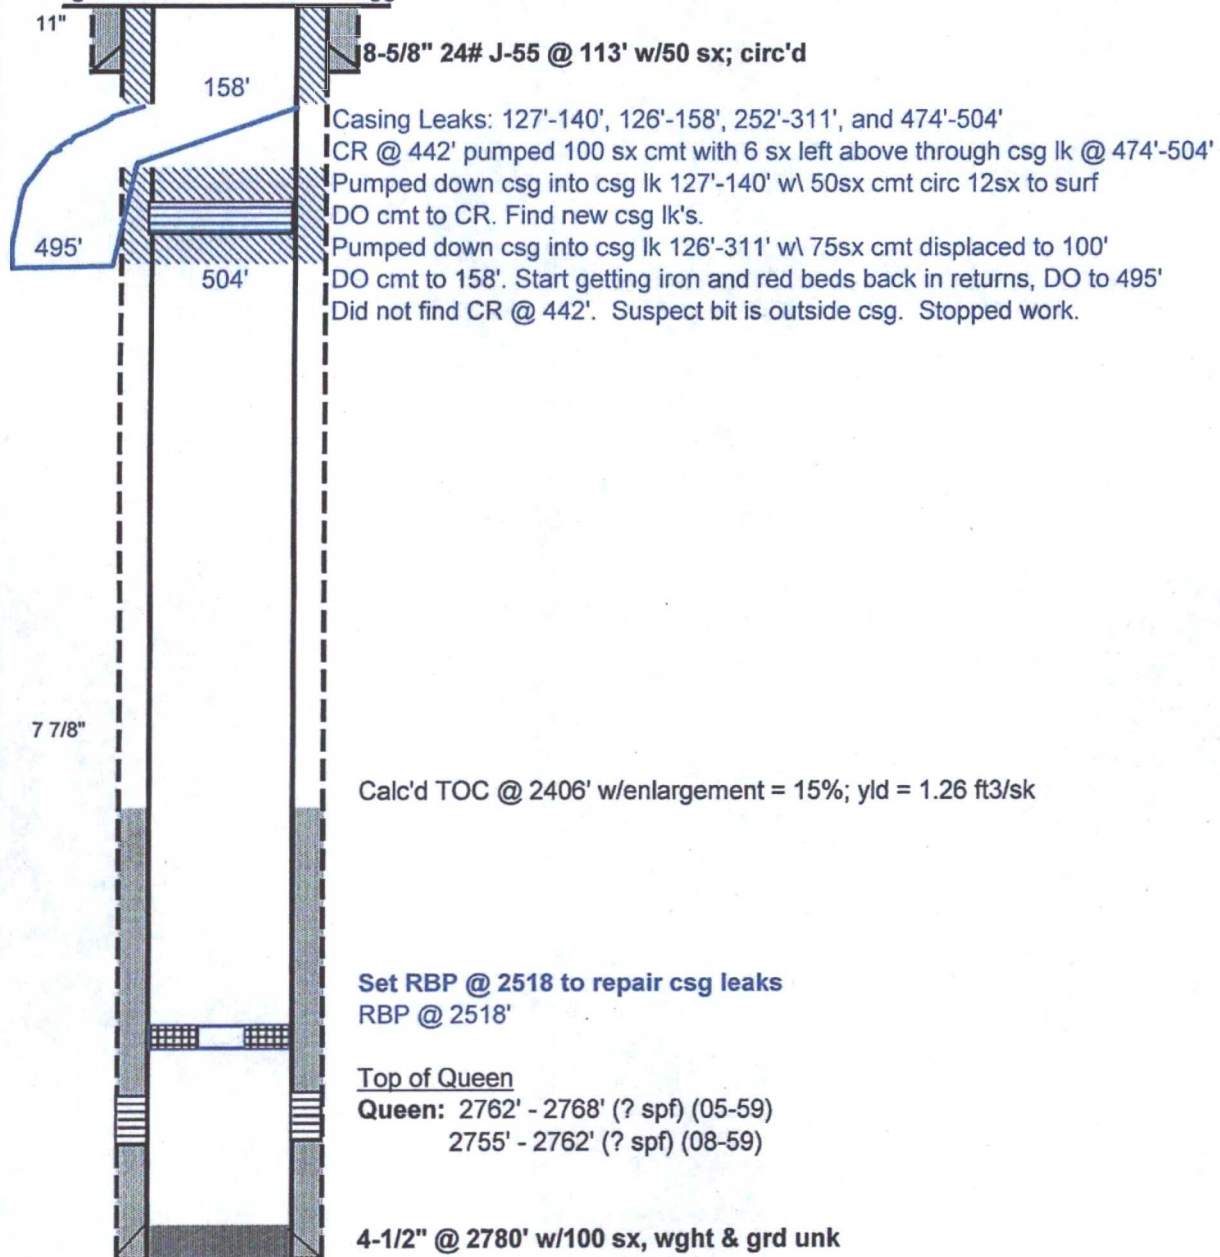 11"
8-5/8" 24# J-55 @ 113' w/50 sx; circ'd
158'
Casing Leaks: 127'-140', 126'-158', 252'-311', and 474'-504'
CR @ 442' pumped 100 sx cmt with 6 sx left above through csg lk @ 474'-504'
Pumped down csg into csg lk 127'-140' w\ 50sx cmt circ 12sx to surf
DO cmt to CR. Find new csg lk's.
495'
Pumped down csg into csg lk 126'-311' w\ 75sx cmt displaced to 100'
504'
DO cmt to 158'. Start getting iron and red beds back in returns, DO to 495'
Did not find CR @ 442'. Suspect bit is outside csg. Stopped work.
7 7/8"
Calc'd TOC @ 2406' w/enlargement = 15%; yld = 1.26 ft3/sk
Set RBP @ 2518 to repair csg leaks
RBP @ 2518'
Top of Queen
Queen: 2762' - 2768' (? spf) (05-59)
2755' - 2762' (? spf) (08-59)
4-1/2" @ 2780' w/100 sx, wght & grd unk